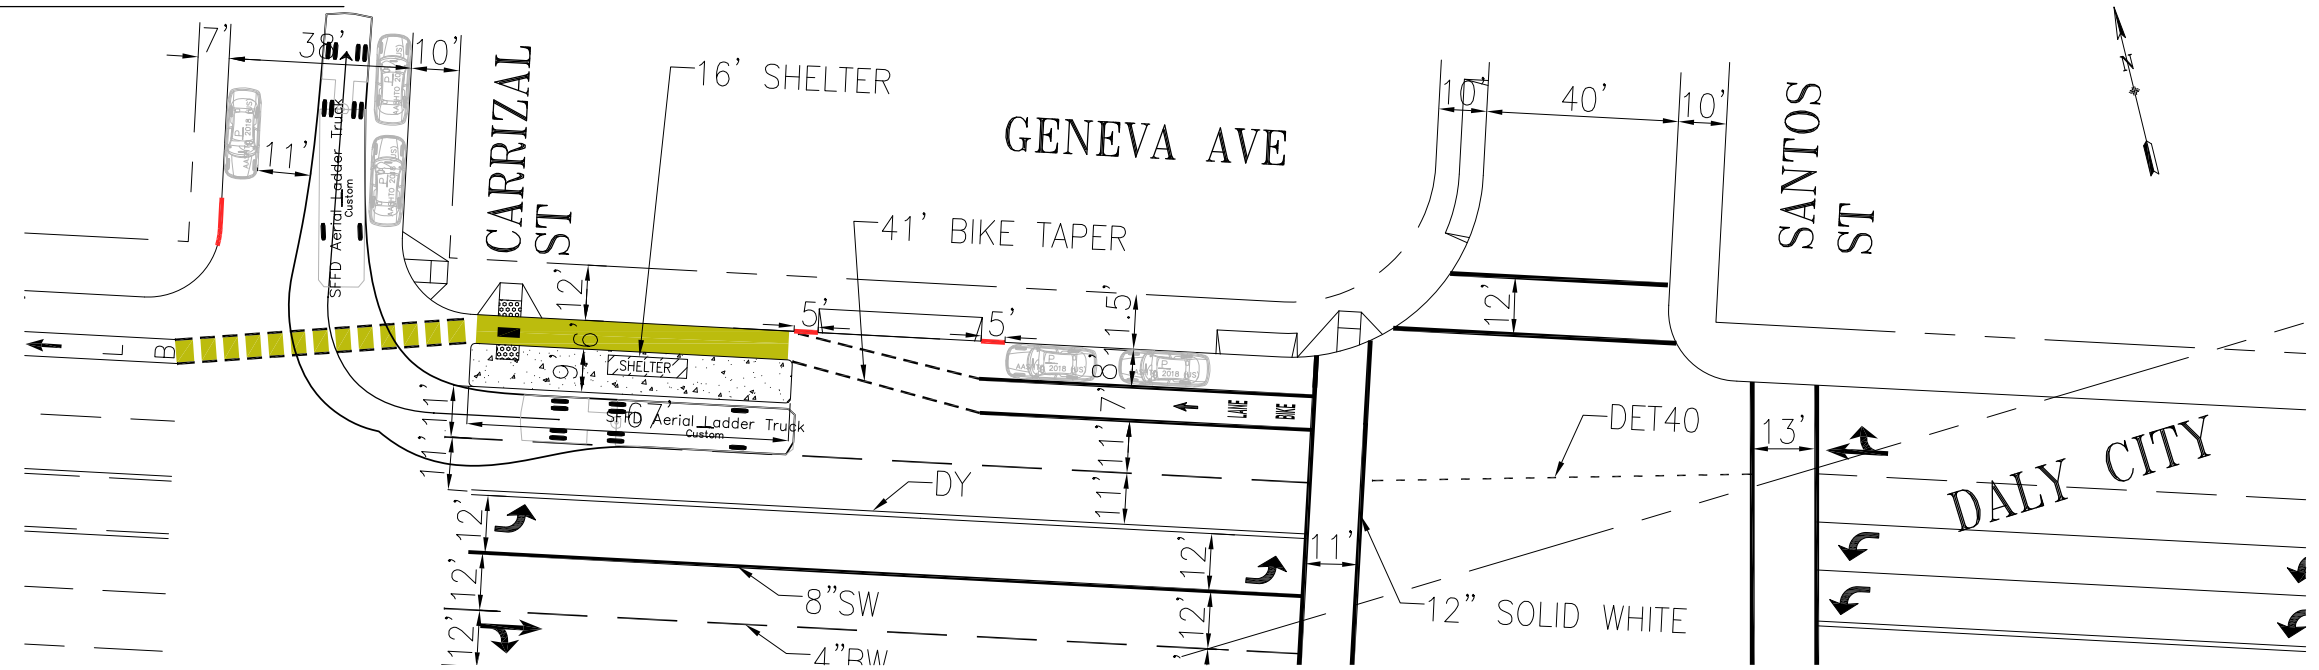 7'
38'
10'
11'
SFFD Aerial Ladder Truck
Custom
CARRIZAL
ST
16' SHELTER
GENEVA AVE
10'
40'
10'
SANTOS
ST
N
41' BIKE TAPER
12'
5'
5'
1.5'
12'
6'
9'
SHELTER
8'
7'
LANE
BIKE
L
B
11'
11'
67'
SFFD Aerial Ladder Truck
Custom
11'
11'
DET40
13'
DALY CITY
DY
12'
12'
12'
12'
12'
11'
8"SW
12" SOLID WHITE
4"BW